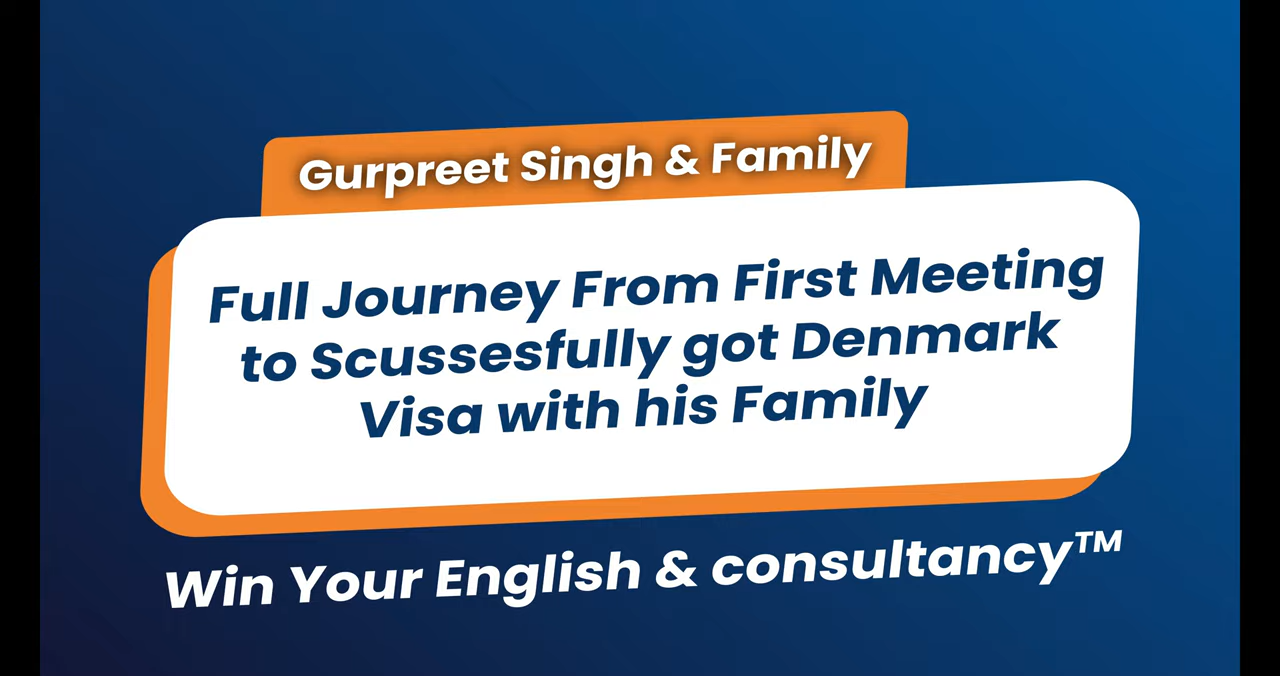 Gurpreet Singh & Family
Full Journey From First Meeting
to Scussesfully got Denmark
Visa with his Family
Win Your English & consultancy™